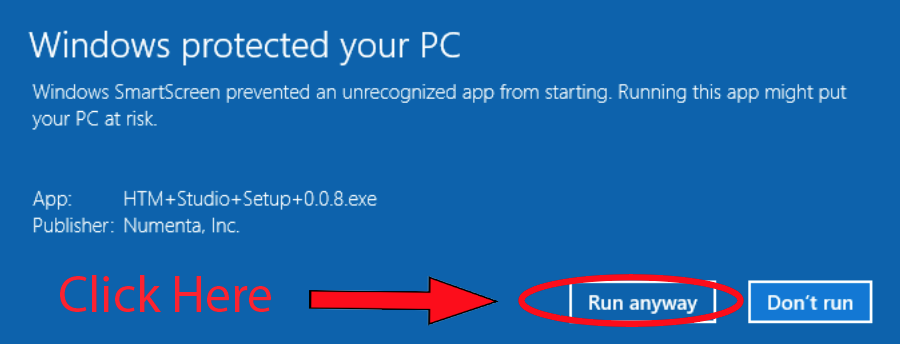 Windows protected your PC
Windows SmartScreen prevented an unrecognized app from starting. Running this app might put
your PC at risk.
App: HTM+Studio+Setup+0.0.8.exe
Publisher: Numenta, Inc.
Click Here Run anyway Don't run